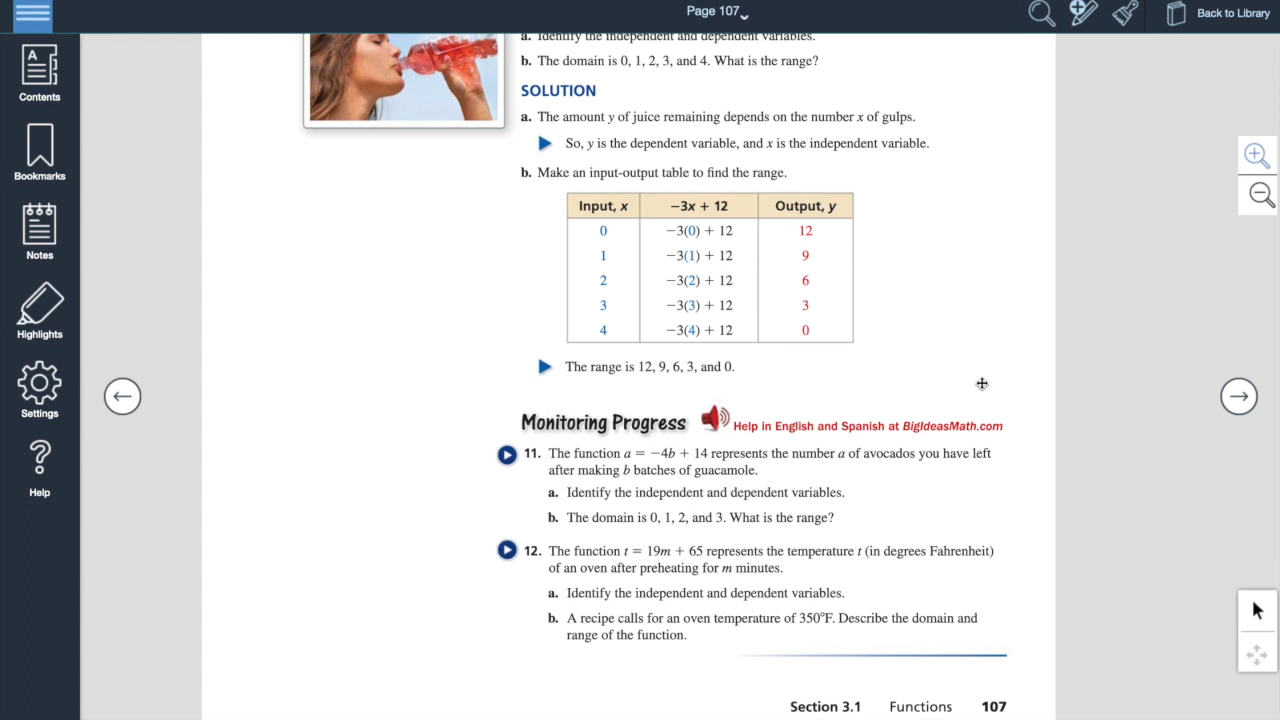 Page 107
Back to Library
Contents
Bookmarks
Notes
Highlights
Settings
Help
a. Identify the independent and dependent variables.
b. The domain is 0, 1, 2, 3, and 4. What is the range?
SOLUTION
a. The amount y of juice remaining depends on the number x of gulps.
So, y is the dependent variable, and x is the independent variable.
b. Make an input-output table to find the range.
Input, x −3x + 12 Output, y
0 −3(0) + 12 12
1 −3(1) + 12 9
2 −3(2) + 12 6
3 −3(3) + 12 3
4 −3(4) + 12 0
The range is 12, 9, 6, 3, and 0.
Monitoring Progress Help in English and Spanish at BigIdeasMath.com
11. The function a = −4b + 14 represents the number a of avocados you have left
after making b batches of guacamole.
a. Identify the independent and dependent variables.
b. The domain is 0, 1, 2, and 3. What is the range?
12. The function t = 19m + 65 represents the temperature t (in degrees Fahrenheit)
of an oven after preheating for m minutes.
a. Identify the independent and dependent variables.
b. A recipe calls for an oven temperature of 350°F. Describe the domain and
range of the function.
Section 3.1 Functions 107